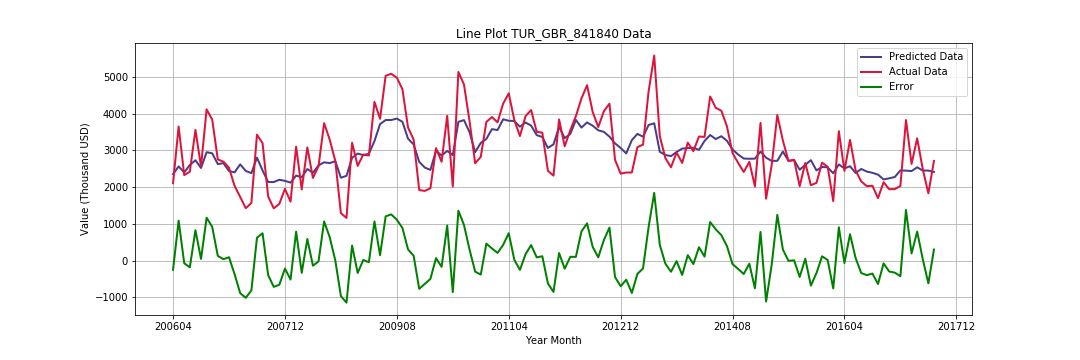 Line Plot TUR_GBR_841840 Data
Predicted Data
Actual Data
Error
Value (Thousand USD)
5000
4000
3000
2000
1000
0
−1000
200604
200712
200908
201104
201212
201408
201604
201712
Year Month